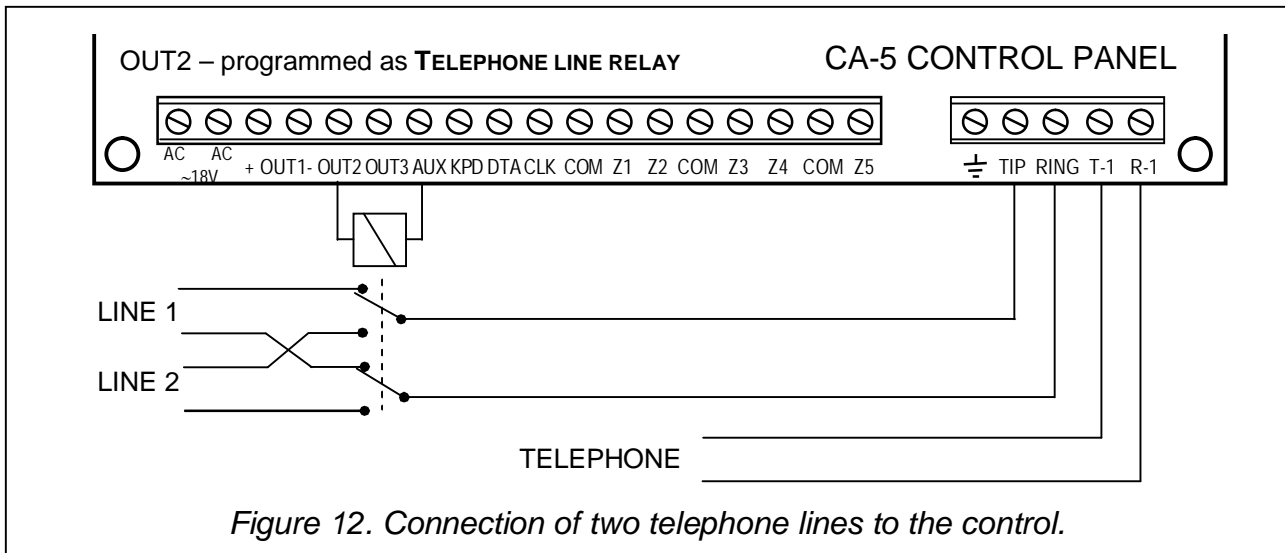 OUT2 – programmed as TELEPHONE LINE RELAY
CA-5 CONTROL PANEL
AC AC + OUT1- OUT2 OUT3 AUX KPD DTA CLK COM Z1 Z2 COM Z3 Z4 COM Z5
~18V
TIP RING T-1 R-1
LINE 1
LINE 2
TELEPHONE
Figure 12. Connection of two telephone lines to the control.